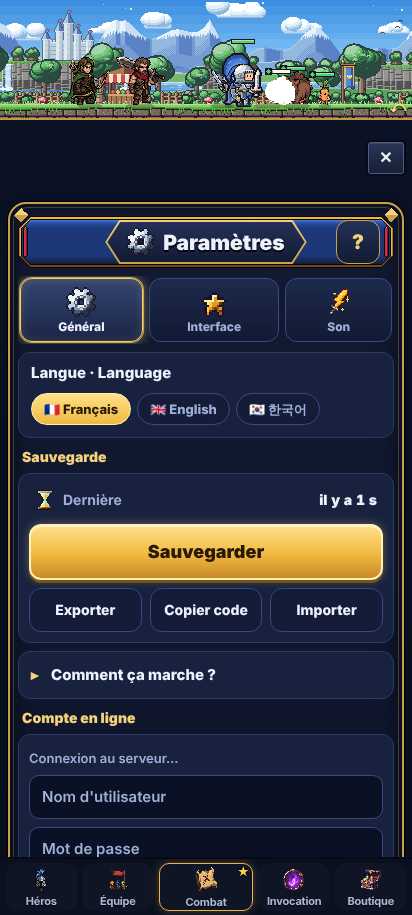 ×
Paramètres
?
Général
Interface
Son
Langue · Language
Français
English
한국어
Sauvegarde
Dernière
il y a 1 s
Sauvegarder
Exporter
Copier code
Importer
► Comment ça marche ?
Compte en ligne
Connexion au serveur...
Nom d'utilisateur
Mot de passe
Héros
Équipe
Combat
Invocation
Boutique